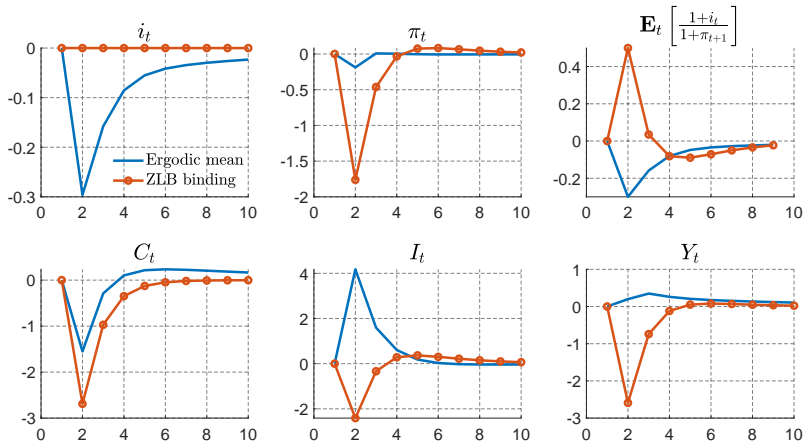 i_t
π_t
E_t [ (1+i_t)/(1+π_{t+1}) ]
0
-0.1
-0.2
-0.3
Ergodic mean
ZLB binding
0 2 4 6 8 10
0
-0.5
-1
-1.5
-2
0 2 4 6 8 10
0.4
0.2
0
-0.2
0 2 4 6 8 10
C_t
I_t
Y_t
0
-1
-2
-3
0 2 4 6 8 10
4
2
0
-2
0 2 4 6 8 10
1
0
-1
-2
-3
0 2 4 6 8 10